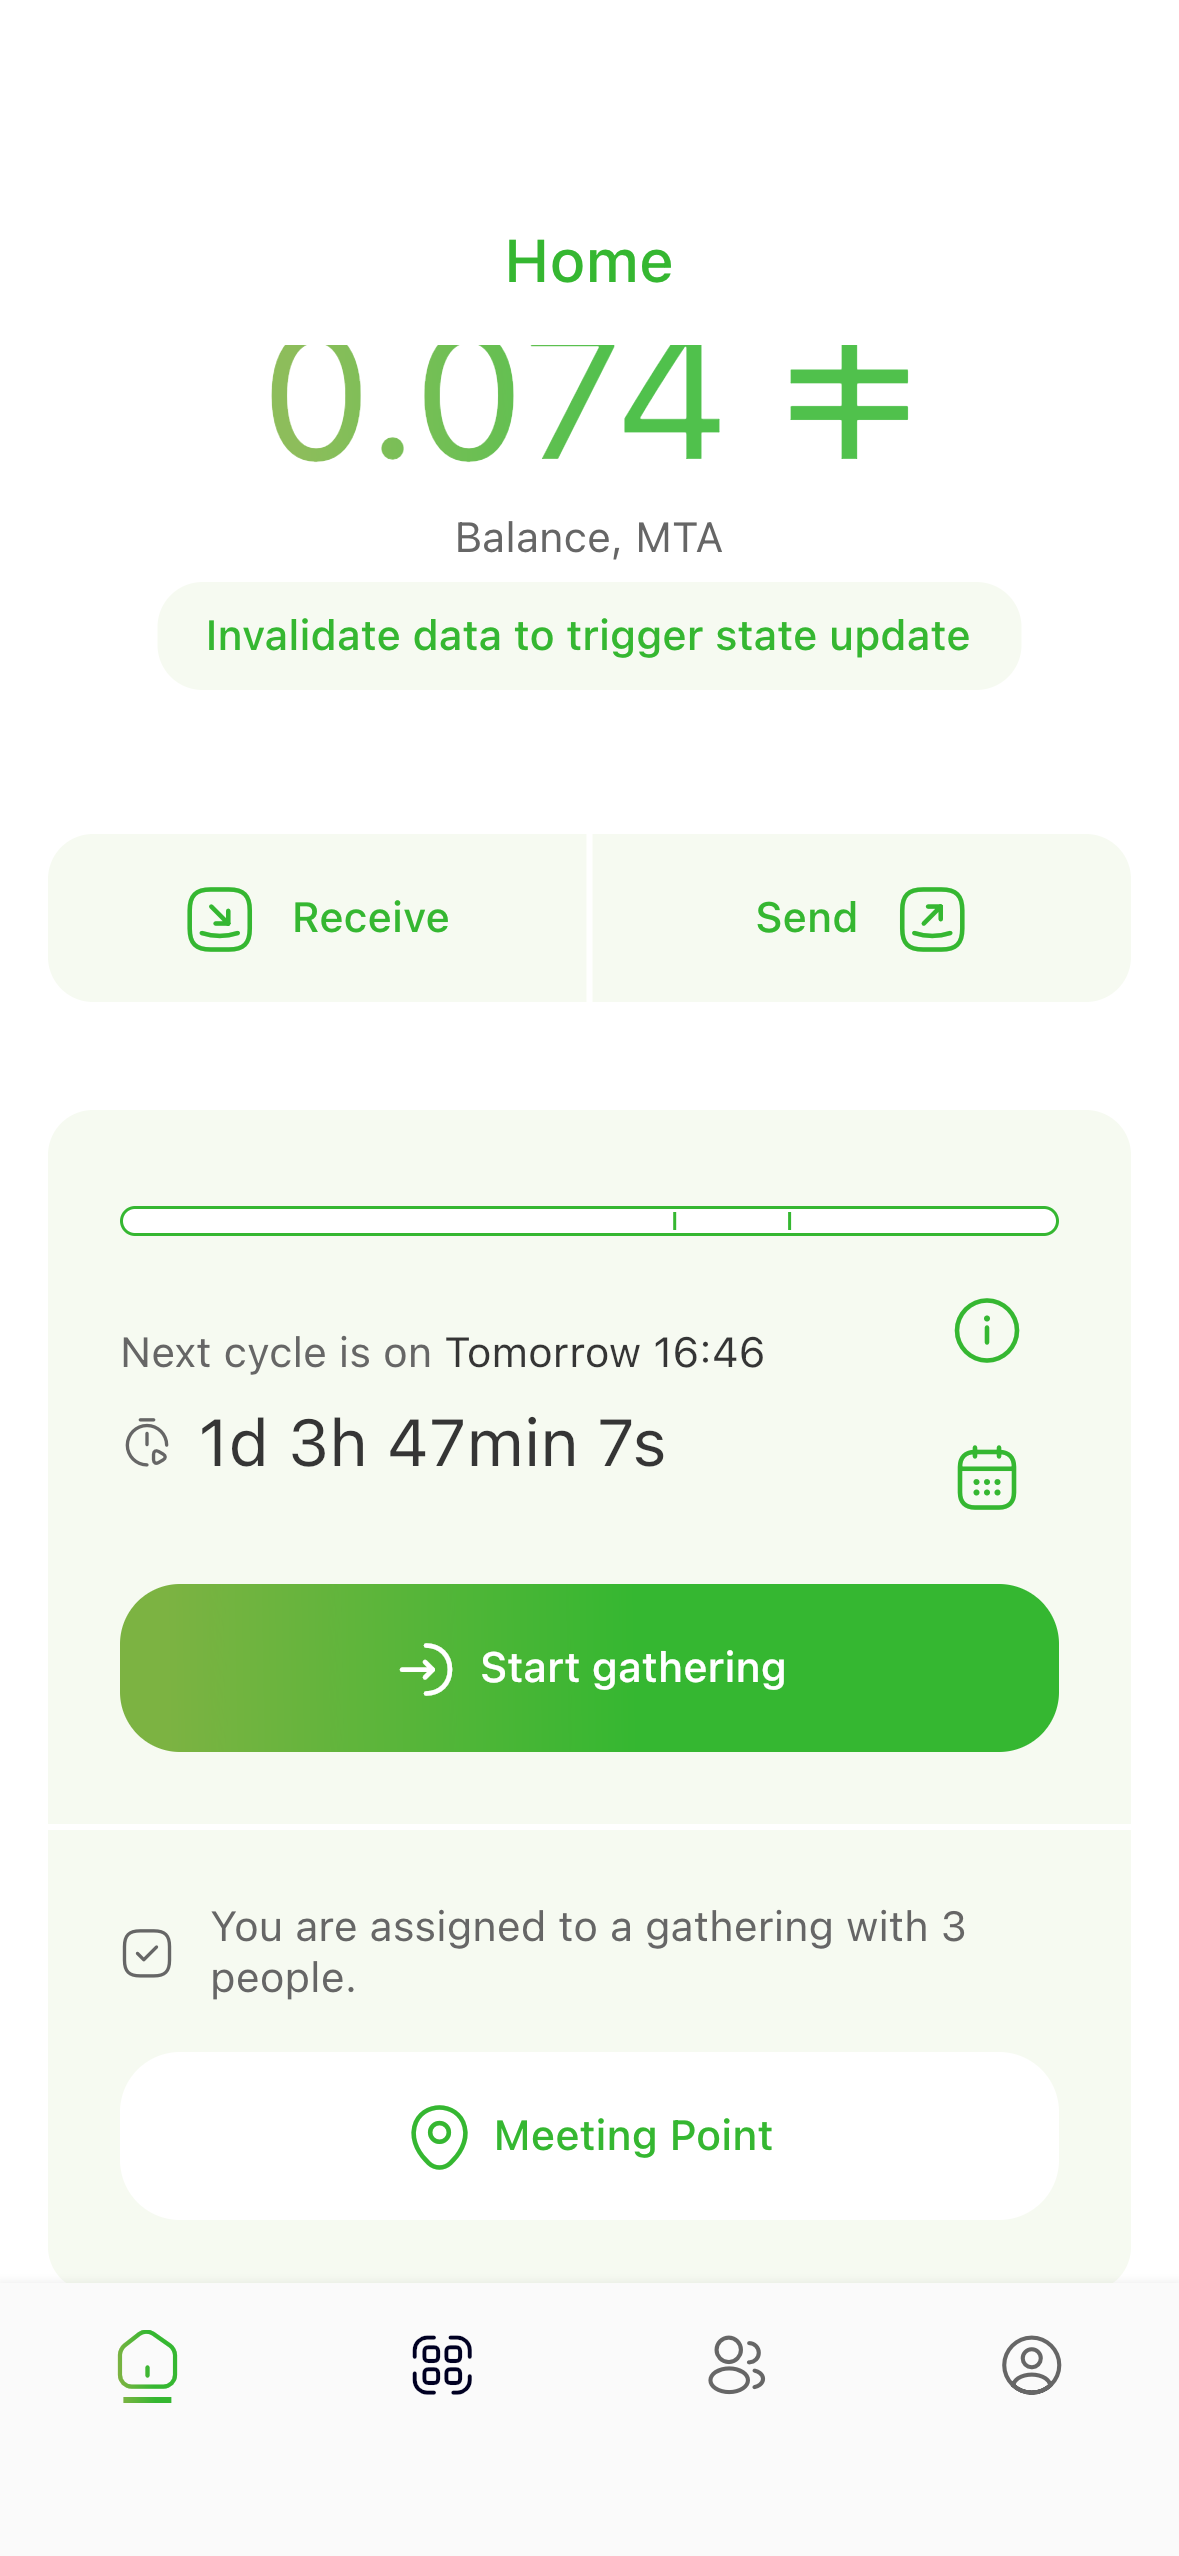 Home
0.074 ⧧
Balance, MTA
Invalidate data to trigger state update
Receive
Send
Next cycle is on Tomorrow 16:46
1d 3h 47min 7s
Start gathering
You are assigned to a gathering with 3
people.
Meeting Point